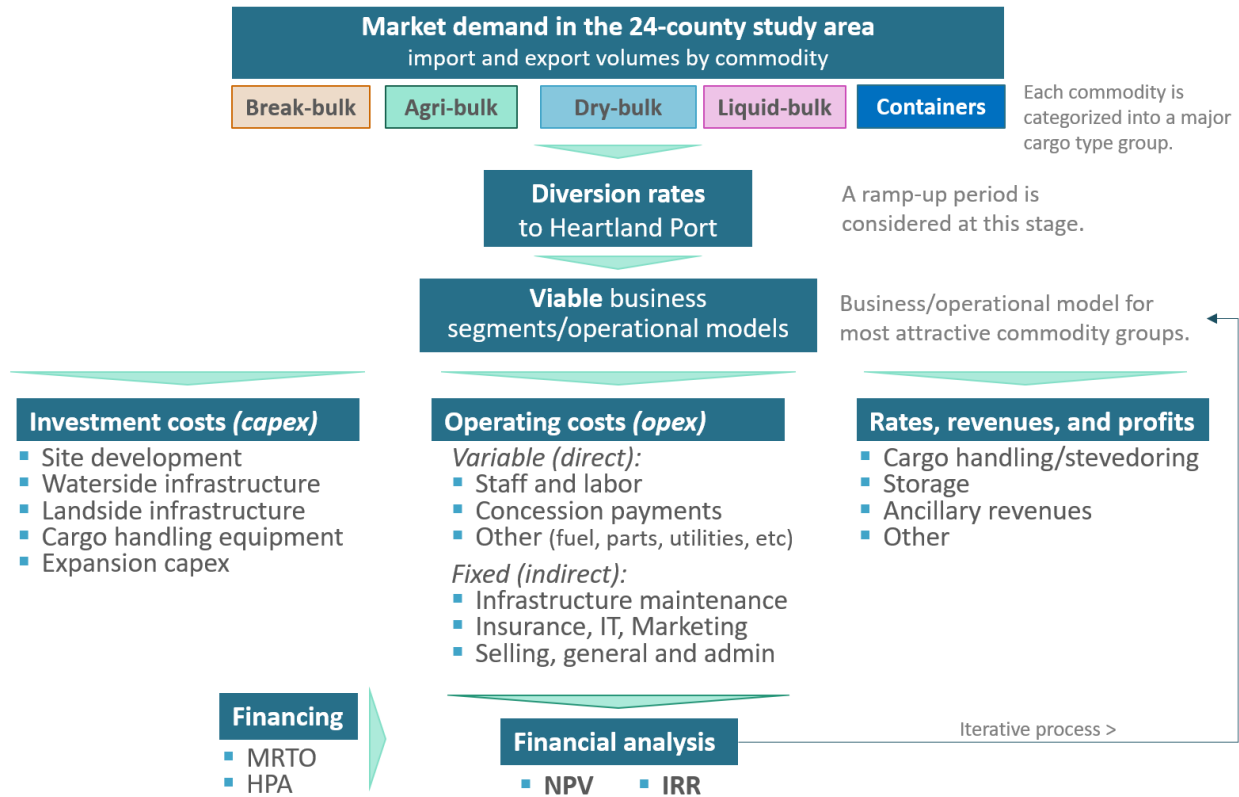 Market demand in the 24-county study area
import and export volumes by commodity
Break-bulk
Agri-bulk
Dry-bulk
Liquid-bulk
Containers
Each commodity is
categorized into a major
cargo type group.
Diversion rates
to Heartland Port
A ramp-up period is
considered at this stage.
Viable business
segments/operational models
Business/operational model for
most attractive commodity groups.
Investment costs (capex)
Site development
Waterside infrastructure
Landside infrastructure
Cargo handling equipment
Expansion capex
Operating costs (opex)
Variable (direct):
Staff and labor
Concession payments
Other (fuel, parts, utilities, etc)
Fixed (indirect):
Infrastructure maintenance
Insurance, IT, Marketing
Selling, general and admin
Rates, revenues, and profits
Cargo handling/stevedoring
Storage
Ancillary revenues
Other
Financing
MRTO
HPA
Financial analysis
NPV
IRR
Iterative process >